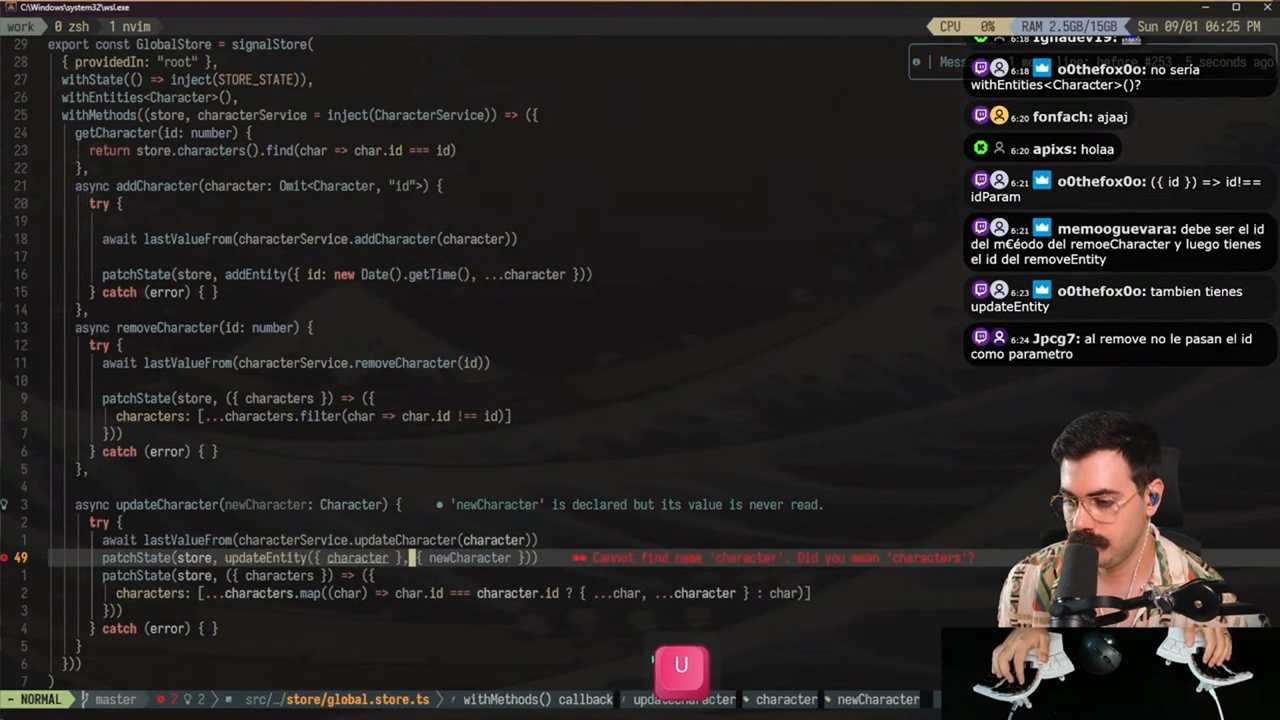 C:\Windows\system32\wsl.exe
work 0 zsh 1 nvim CPU 0% RAM 2.5GB/15GB Sun 09/01 06:25 PM
29 export const GlobalStore = signalStore(
28 { providedIn: "root" },
27 withState(() => inject(STORE_STATE)),
26 withEntities<Character>(),
25 withMethods((store, characterService = inject(CharacterService)) => ({
24 getCharacter(id: number) {
23 return store.characters().find(char => char.id === id)
22 },
21 async addCharacter(character: Omit<Character, "id">) {
20 try {
19
18 await lastValueFrom(characterService.addCharacter(character))
17
16 patchState(store, addEntity({ id: new Date().getTime(), ...character }))
15 } catch (error) { }
14 },
13 async removeCharacter(id: number) {
12 try {
11 await lastValueFrom(characterService.removeCharacter(id))
10
9 patchState(store, ({ characters }) => ({
8 characters: [...characters.filter(char => char.id !== id)]
7 }))
6 } catch (error) { }
5 },
4
3 async updateCharacter(newCharacter: Character) { ● 'newCharacter' is declared but its value is never read.
2 try {
1 await lastValueFrom(characterService.updateCharacter(character))
49 patchState(store, updateEntity({ character }, { newCharacter })) Cannot find name 'character'. Did you mean 'characters'?
1 patchState(store, ({ characters }) => ({
2 characters: [...characters.map((char) => char.id === character.id ? { ...char, ...character } : char)]
3 }))
4 } catch (error) { }
5 }
6 }))
7 )
NORMAL master 2 2 src/…/store/global.store.ts withMethods() callback updateCharacter character newCharacter
line: before #253 5 seconds ago
6:18 o0thefox0o: no sería
withEntities<Character>()?
6:20 fonfach: ajaaj
6:20 apixs: holaa
6:21 o0thefox0o: ({ id }) => id!==
idParam
6:21 memooguevara: debe ser el id
del m€éodo del remoeCharacter y luego tienes
el id del removeEntity
6:23 o0thefox0o: tambien tienes
updateEntity
6:24 Jpcg7: al remove no le pasan el id
como parametro
U